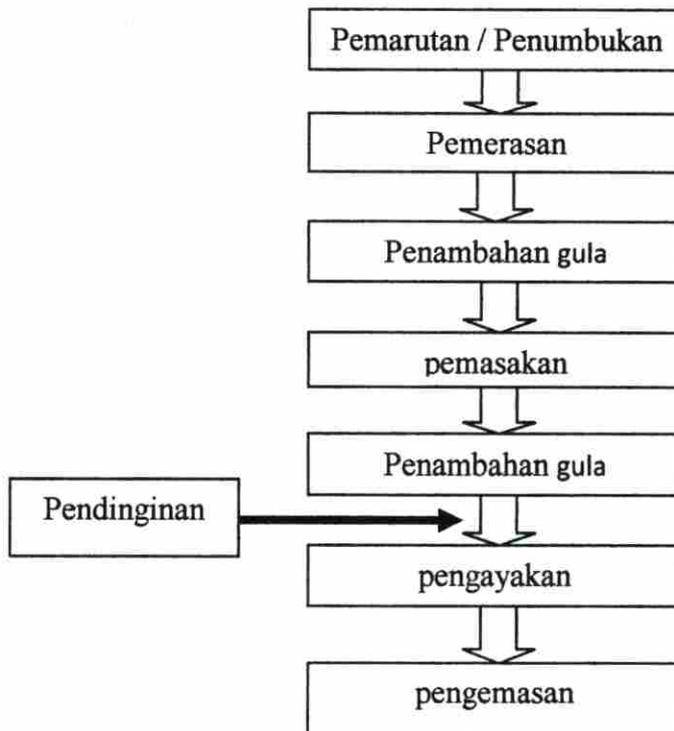 Pemarutan / Penumbukan
Pemerasan
Penambahan gula
pemasakan
Penambahan gula
Pendinginan
pengayakan
pengemasan